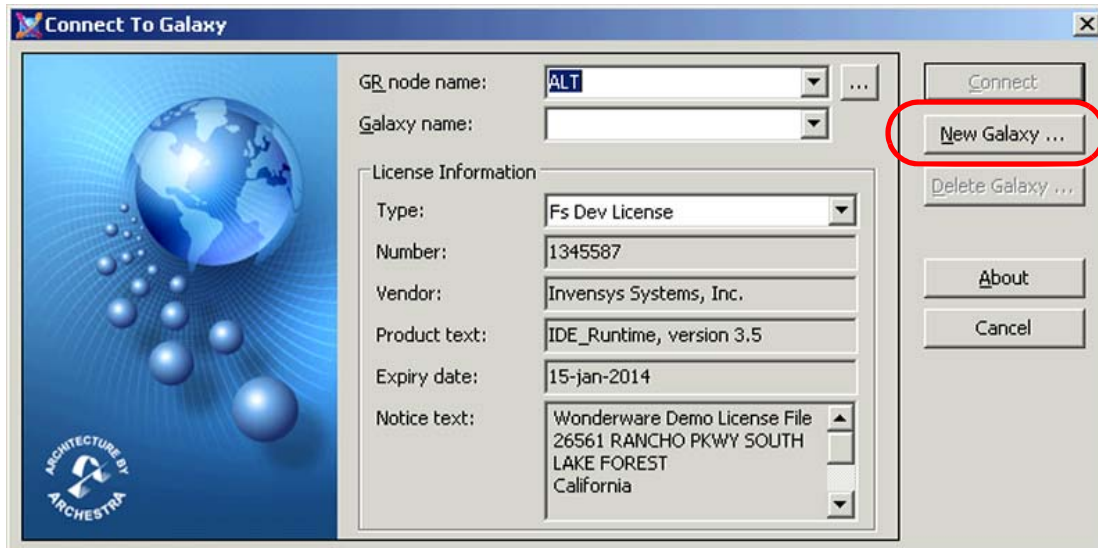 Connect To Galaxy
GR node name: ALT ...
Galaxy name:
License Information
Type: Fs Dev License
Number: 1345587
Vendor: Invensys Systems, Inc.
Product text: IDE_Runtime, version 3.5
Expiry date: 15-jan-2014
Notice text: Wonderware Demo License File
26561 RANCHO PKWY SOUTH
LAKE FOREST
California
Connect
New Galaxy ...
Delete Galaxy ...
About
Cancel
ARCHITECTURE BY
ARCHESTRA